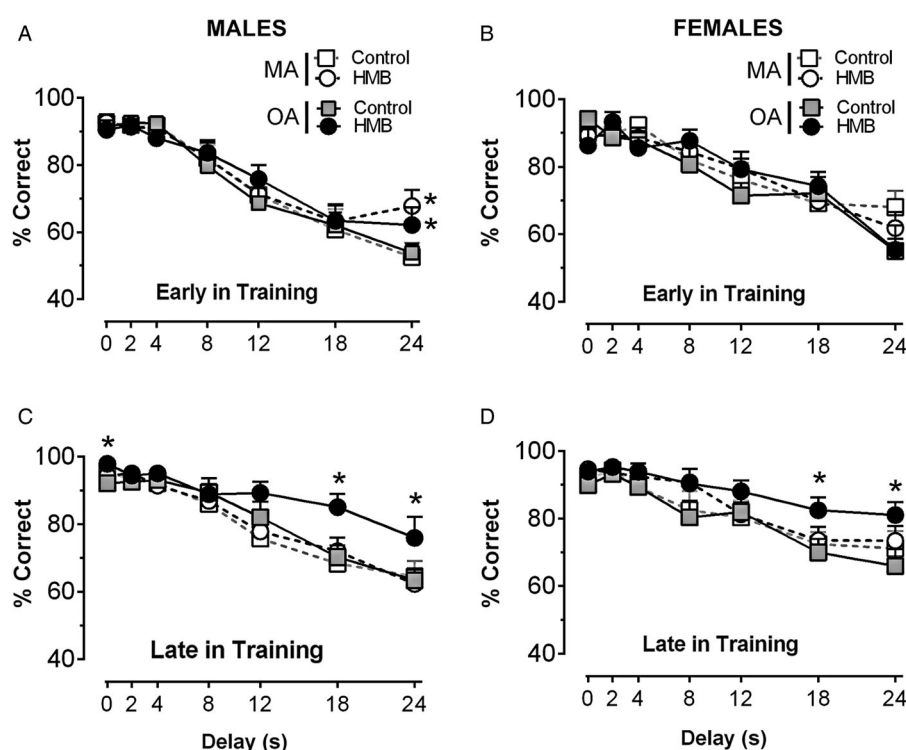 A
MALES
MA
Control
HMB
OA
Control
HMB
100
80
60
40
% Correct
*
*
Early in Training
0 2 4 8 12 18 24
B
FEMALES
MA
Control
HMB
OA
Control
HMB
100
80
60
40
% Correct
Early in Training
0 2 4 8 12 18 24
C
*
*
*
100
80
60
40
% Correct
Late in Training
0 2 4 8 12 18 24
Delay (s)
D
*
*
100
80
60
40
% Correct
Late in Training
0 2 4 8 12 18 24
Delay (s)